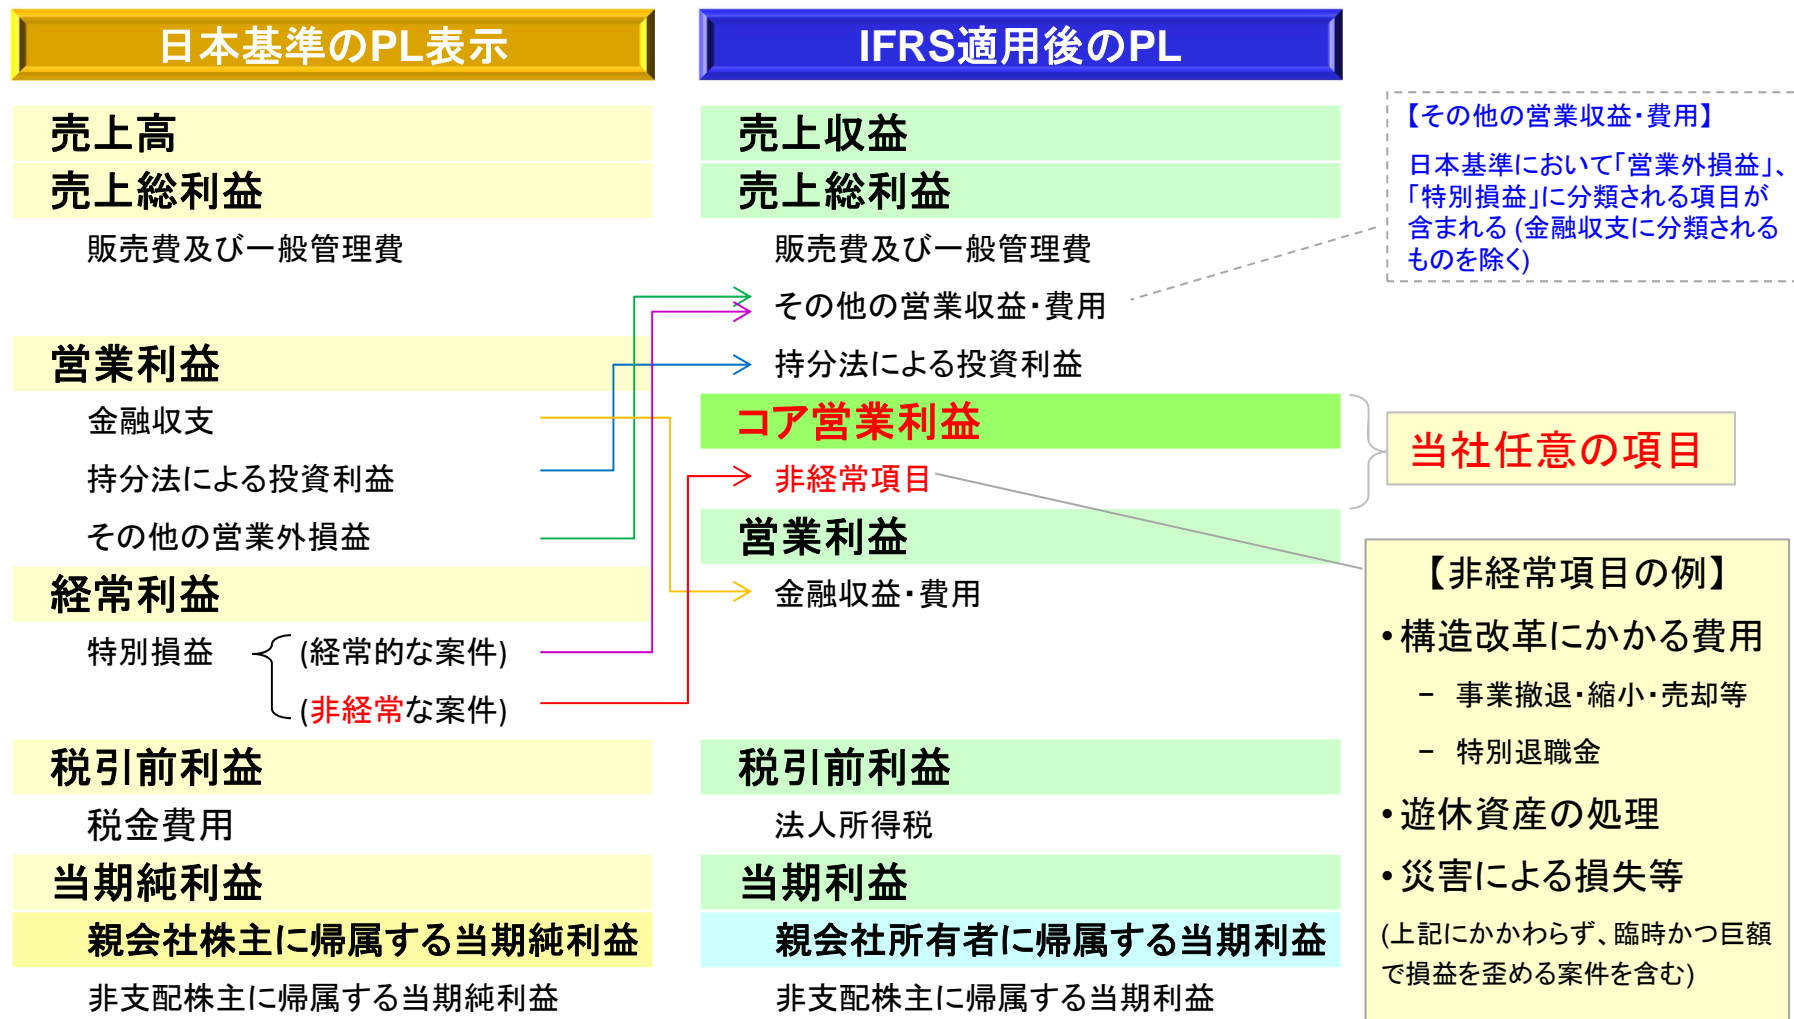 日本基準のPL表示
売上高
売上総利益
販売費及び一般管理費
営業利益
金融収支
持分法による投資利益
その他の営業外損益
経常利益
特別損益
(経常的な案件)
(非経常な案件)
税引前利益
税金費用
当期純利益
親会社株主に帰属する当期純利益
非支配株主に帰属する当期純利益
IFRS適用後のPL
売上収益
売上総利益
販売費及び一般管理費
その他の営業収益・費用
持分法による投資利益
コア営業利益
非経常項目
営業利益
金融収益・費用
税引前利益
法人所得税
当期利益
親会社所有者に帰属する当期利益
非支配株主に帰属する当期利益
【その他の営業収益・費用】
日本基準において「営業外損益」、
「特別損益」に分類される項目が
含まれる (金融収支に分類される
ものを除く)
当社任意の項目
【非経常項目の例】
•構造改革にかかる費用
− 事業撤退・縮小・売却等
− 特別退職金
•遊休資産の処理
•災害による損失等
(上記にかかわらず、臨時かつ巨額
で損益を歪める案件を含む)